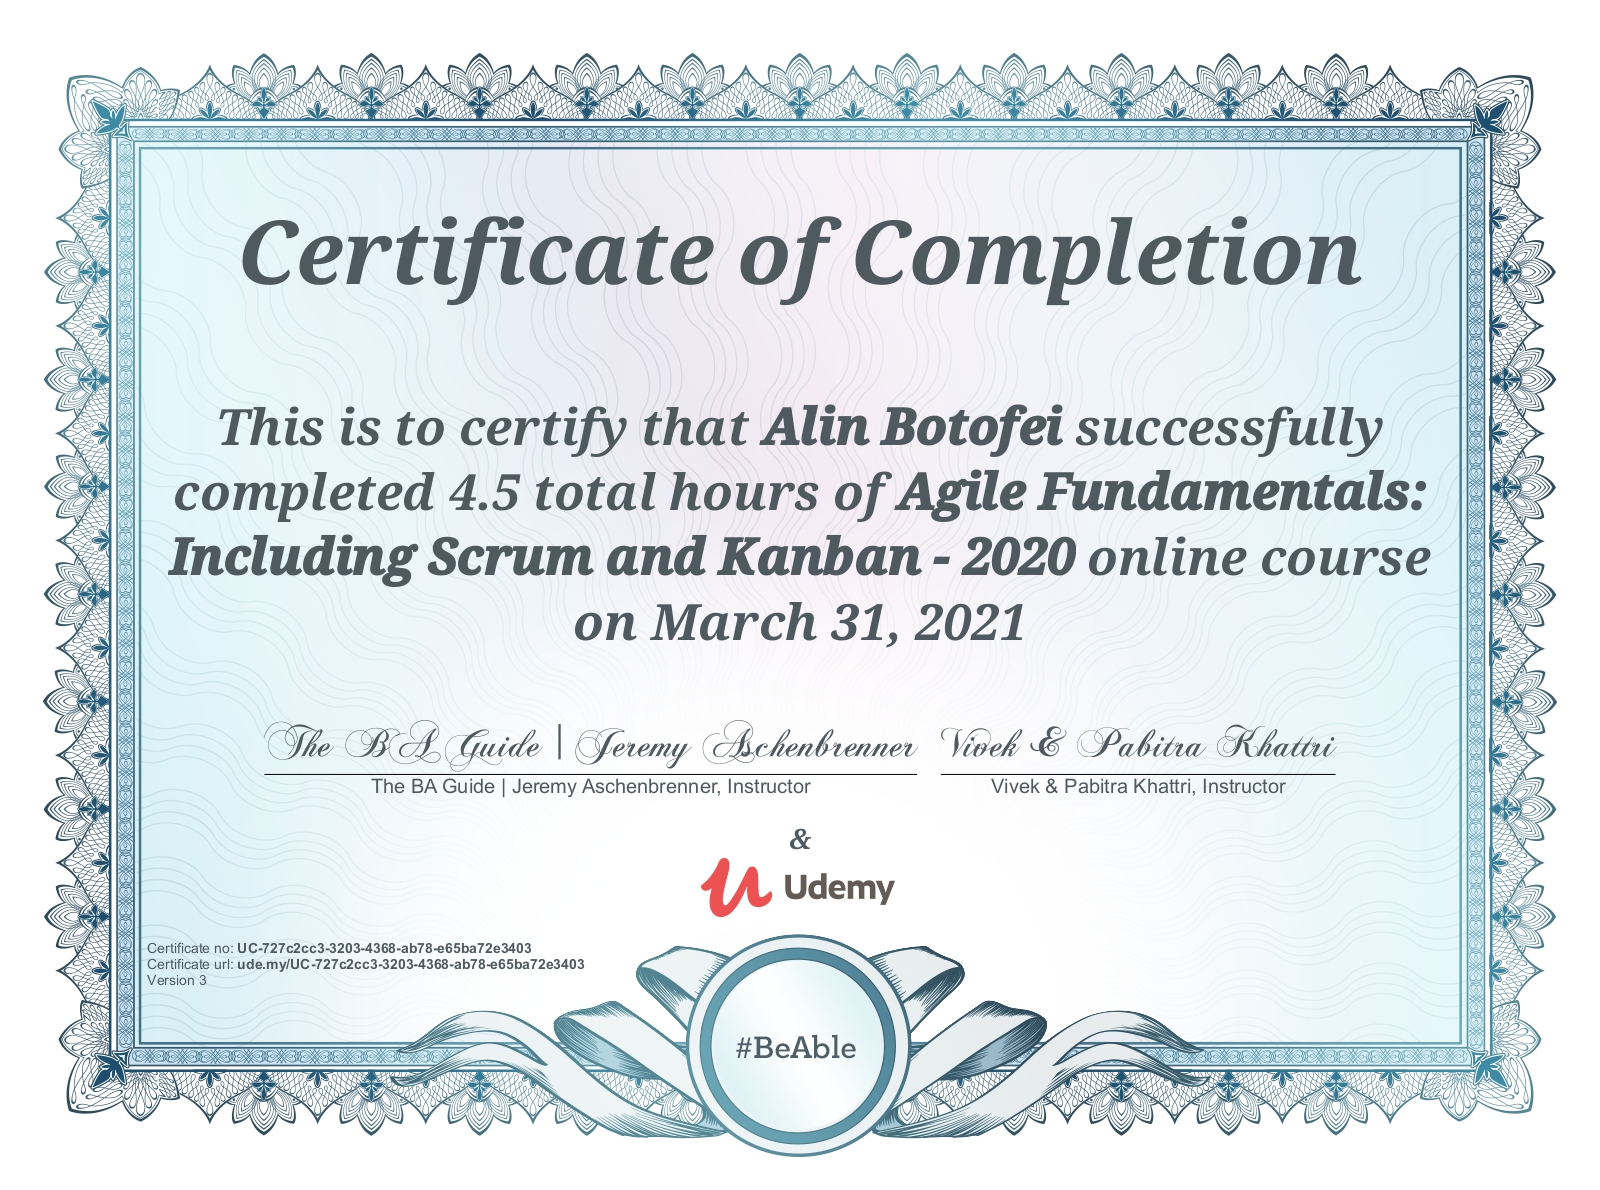 Certificate of Completion
This is to certify that Alin Botofei successfully
completed 4.5 total hours of Agile Fundamentals:
Including Scrum and Kanban - 2020 online course
on March 31, 2021
The BA Guide | Jeremy Aschenbrenner Vivek & Pabitra Khattri
The BA Guide | Jeremy Aschenbrenner, Instructor Vivek & Pabitra Khattri, Instructor
&
Udemy
Certificate no: UC-727c2cc3-3203-4368-ab78-e65ba72e3403
Certificate url: ude.my/UC-727c2cc3-3203-4368-ab78-e65ba72e3403
Version 3
#BeAble